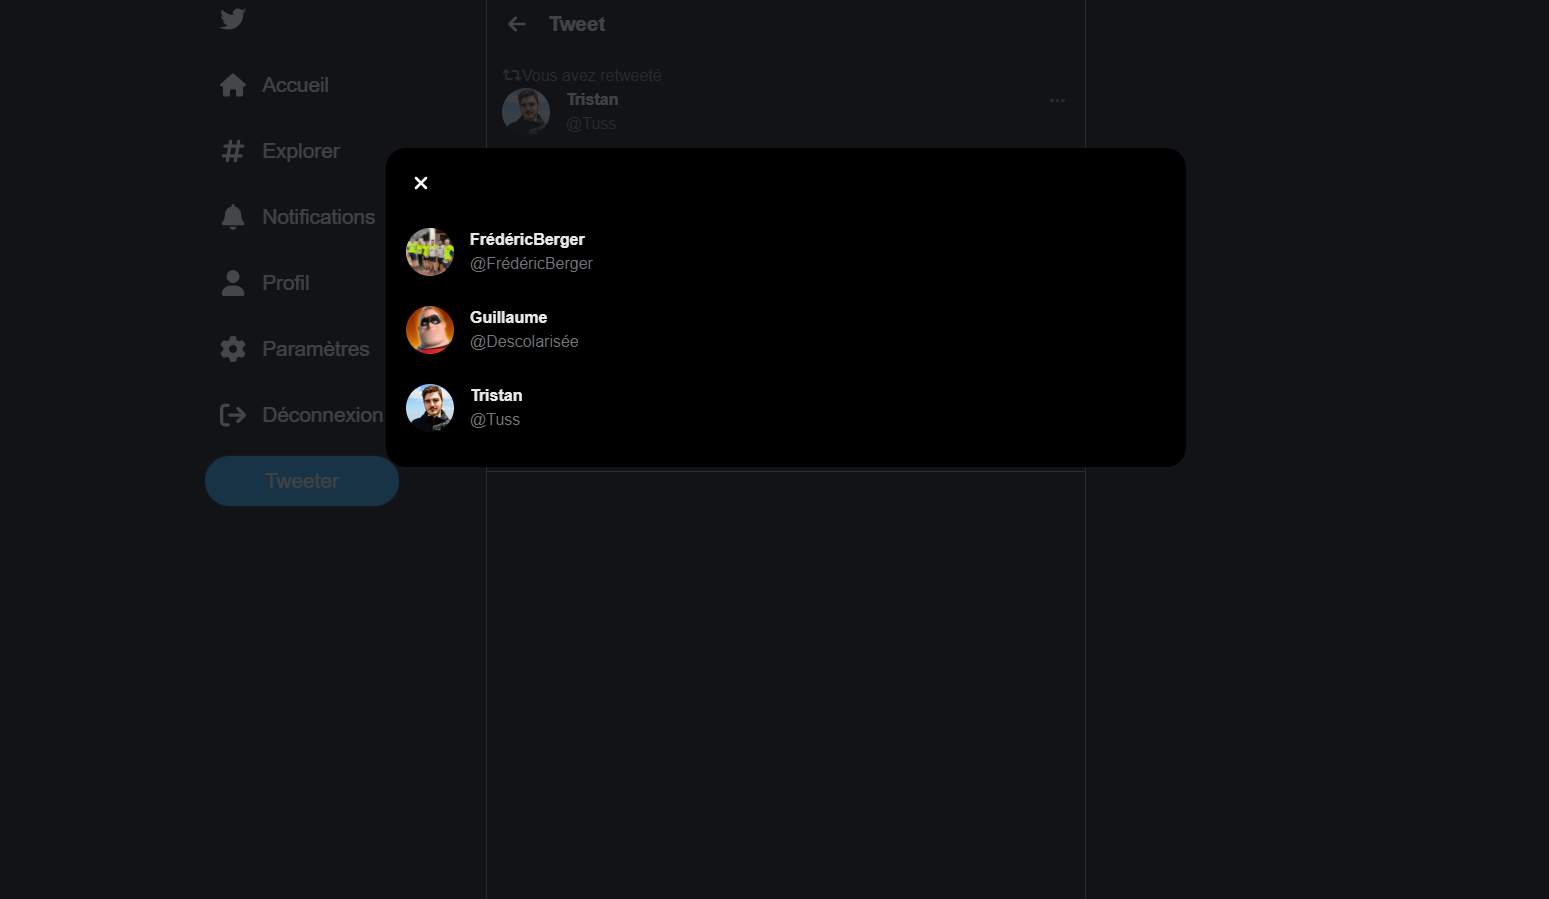 Tweet
Accueil
Explorer
Notifications
Profil
Paramètres
Déconnexion
Tweeter
Vous avez retweeté
Tristan
@Tuss
FrédéricBerger
@FrédéricBerger
Guillaume
@Descolarisée
Tristan
@Tuss